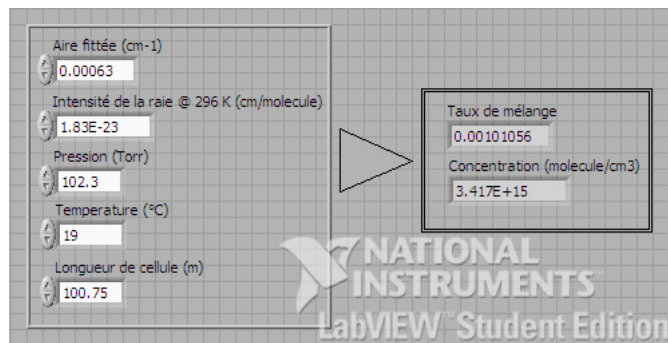 Aire fittée (cm-1)
0.00063
Intensité de la raie @ 296 K (cm/molecule)
1.83E-23
Pression (Torr)
102.3
Temperature (°C)
19
Longueur de cellule (m)
100.75
Taux de mélange
0.00101056
Concentration (molecule/cm3)
3.417E+15
NATIONAL
INSTRUMENTS
LabVIEW™ Student Edition